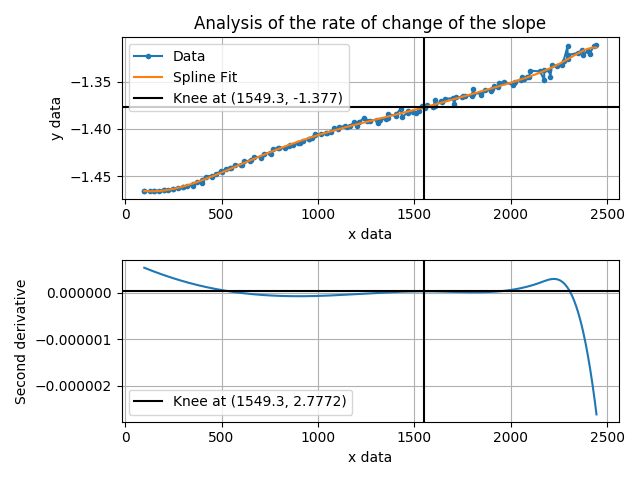 Analysis of the rate of change of the slope
Data
Spline Fit
Knee at (1549.3, -1.377)
y data
−1.35
−1.40
−1.45
0 500 1000 1500 2000 2500
x data
Second derivative
0.000000
−0.000001
−0.000002
Knee at (1549.3, 2.7772)
0 500 1000 1500 2000 2500
x data